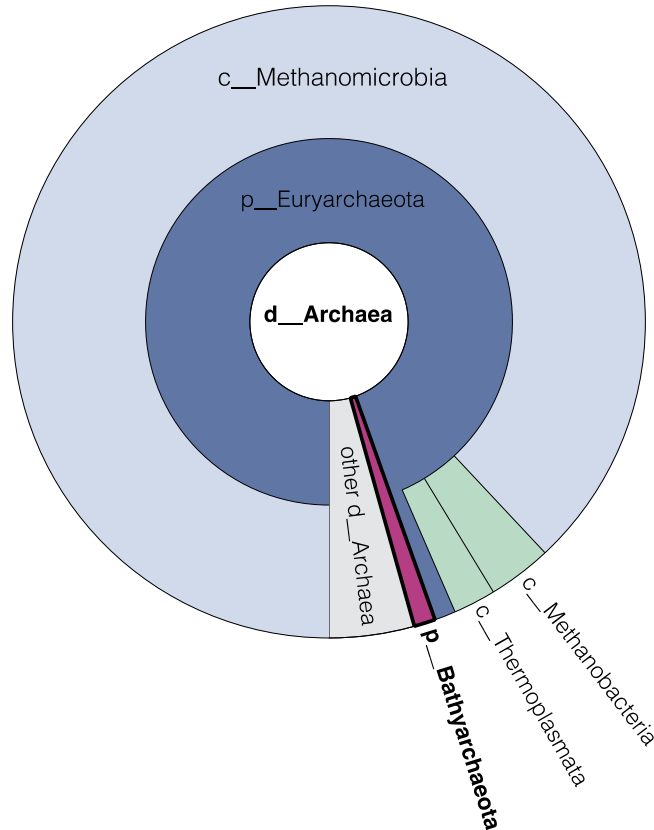 c__Methanomicrobia
p__Euryarchaeota
d__Archaea
other d__Archaea
p__Bathyarchaeota
c__Thermoplasmata
c__Methanobacteria